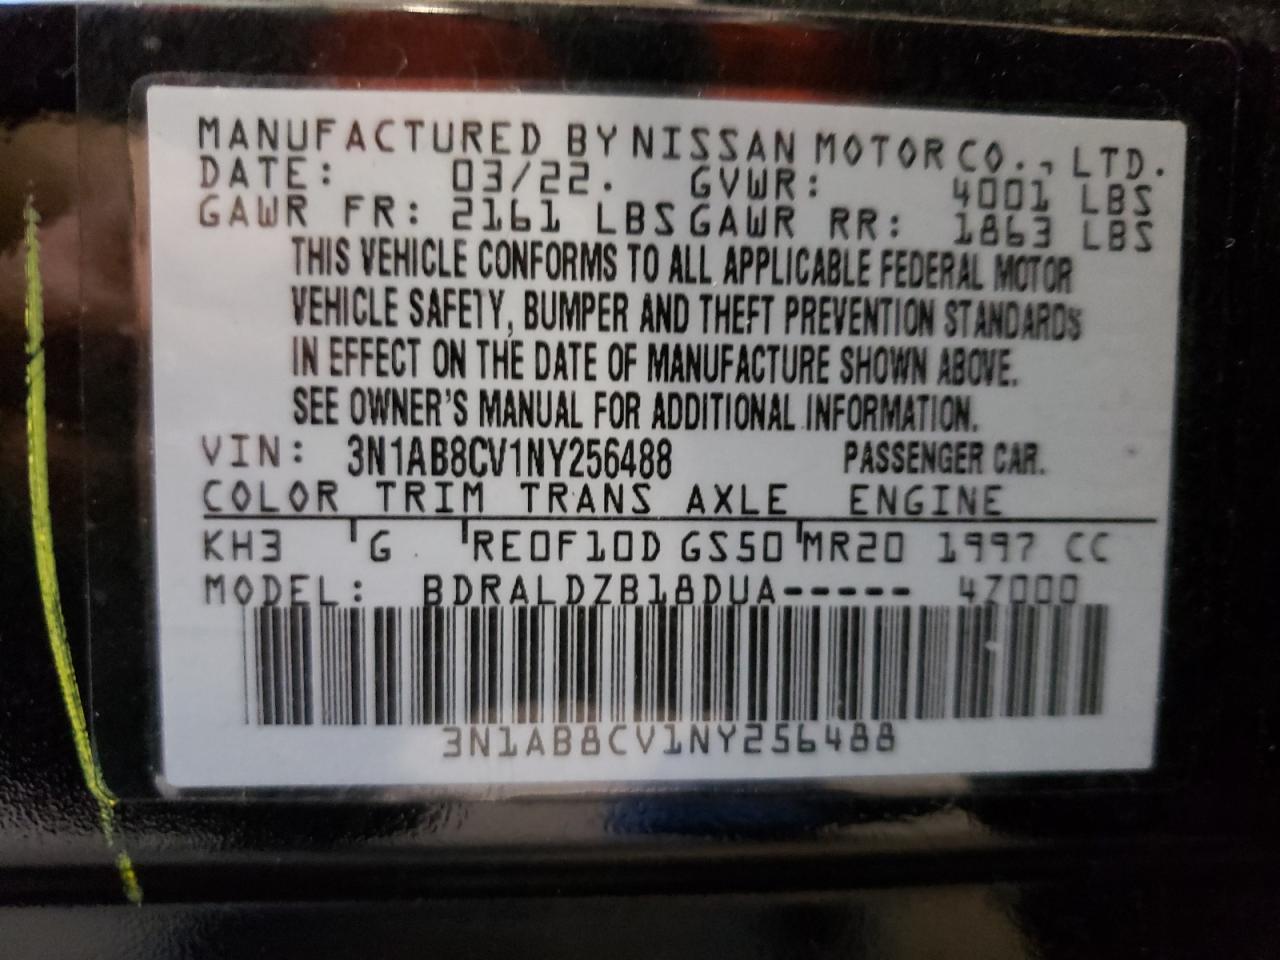 MANUFACTURED BY NISSAN MOTOR CO., LTD.
DATE: 03/22. GVWR: 4001 LBS
GAWR FR: 2161 LBS GAWR RR: 1863 LBS
THIS VEHICLE CONFORMS TO ALL APPLICABLE FEDERAL MOTOR
VEHICLE SAFETY, BUMPER AND THEFT PREVENTION STANDARDS
IN EFFECT ON THE DATE OF MANUFACTURE SHOWN ABOVE.
SEE OWNER'S MANUAL FOR ADDITIONAL INFORMATION.
VIN: 3N1AB8CV1NY256488 PASSENGER CAR.
COLOR TRIM TRANS AXLE ENGINE
KH3 G RE0F10D GS50 MR20 1997 CC
MODEL: BDRALDZB18DUA----- 4Z000
3N1AB8CV1NY256488